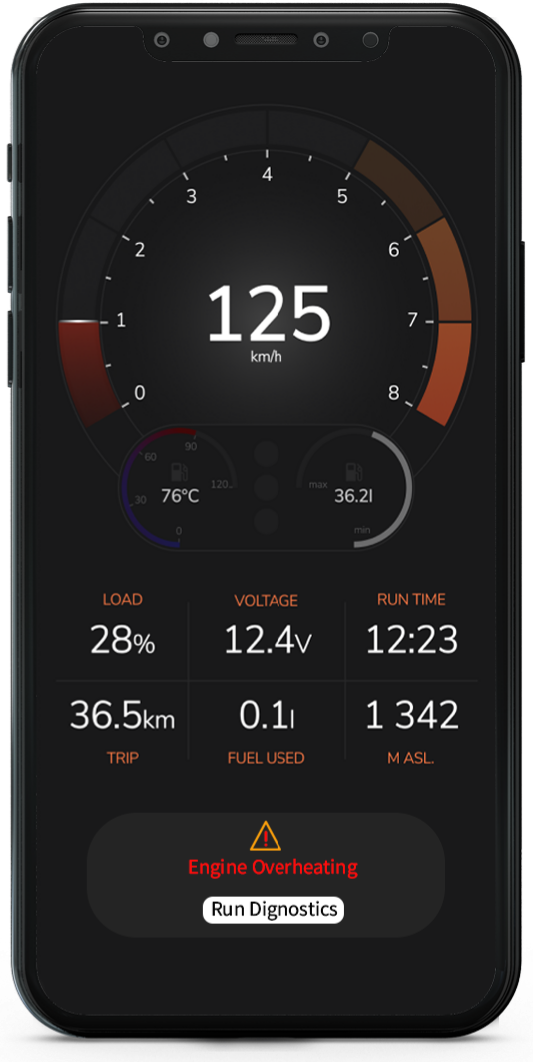 4
3
5
2
6
125
1
7
km/h
0
8
90
60
120
max
76°C
36.2l
30
0
min
LOAD
VOLTAGE
RUN TIME
28%
12.4V
12:23
36.5km
0.1l
1 342
TRIP
FUEL USED
M ASL.
Engine Overheating
Run Dignostics